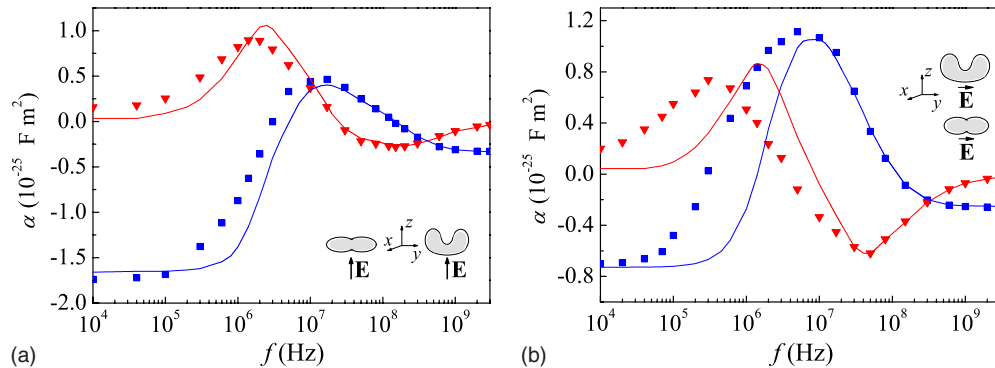 1.0
0.5
0.0
-0.5
-1.0
-1.5
-2.0
α (10⁻²⁵ F m²)
x
z
y
E
E
10⁴ 10⁵ 10⁶ 10⁷ 10⁸ 10⁹
(a)
f (Hz)
1.2
0.8
0.4
0.0
-0.4
-0.8
α (10⁻²⁵ F m²)
z
x
y
E
E
10⁴ 10⁵ 10⁶ 10⁷ 10⁸ 10⁹
(b)
f (Hz)